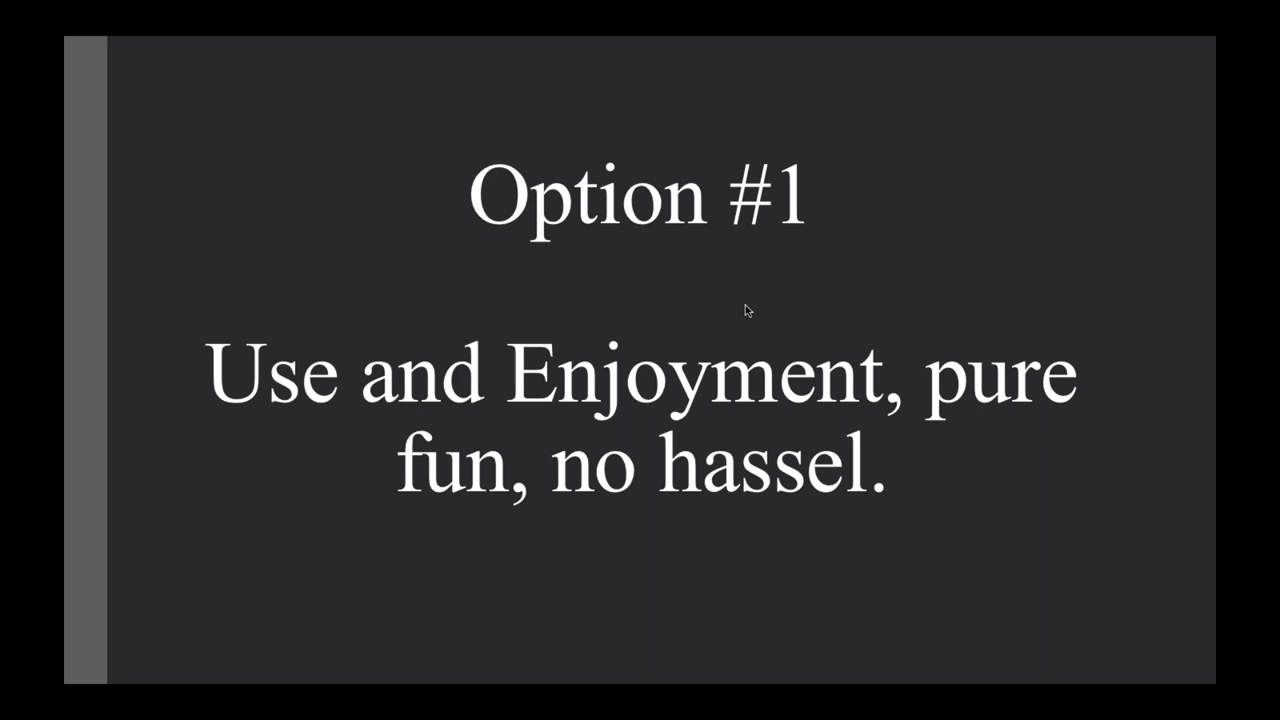 Option #1
Use and Enjoyment, pure
fun, no hassel.